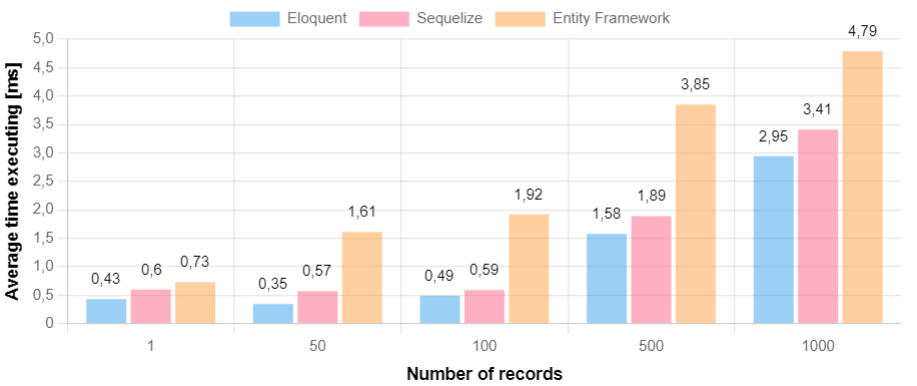 Eloquent Sequelize Entity Framework
Average time executing [ms]
5,0
4,5
4,0
3,5
3,0
2,5
2,0
1,5
1,0
0,5
0
0,43 0,6 0,73
0,35 0,57 1,61
0,49 0,59 1,92
1,58 1,89 3,85
2,95 3,41 4,79
1 50 100 500 1000
Number of records